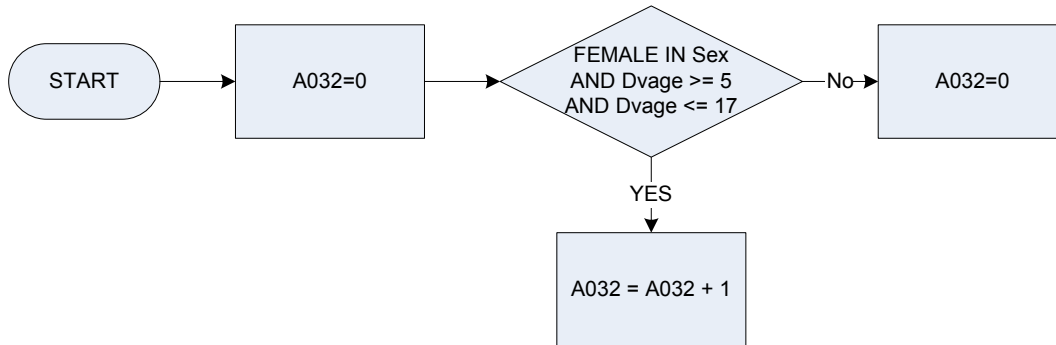 START
A032=0
FEMALE IN Sex
AND Dvage >= 5
AND Dvage <= 17
No
A032=0
YES
A032 = A032 + 1